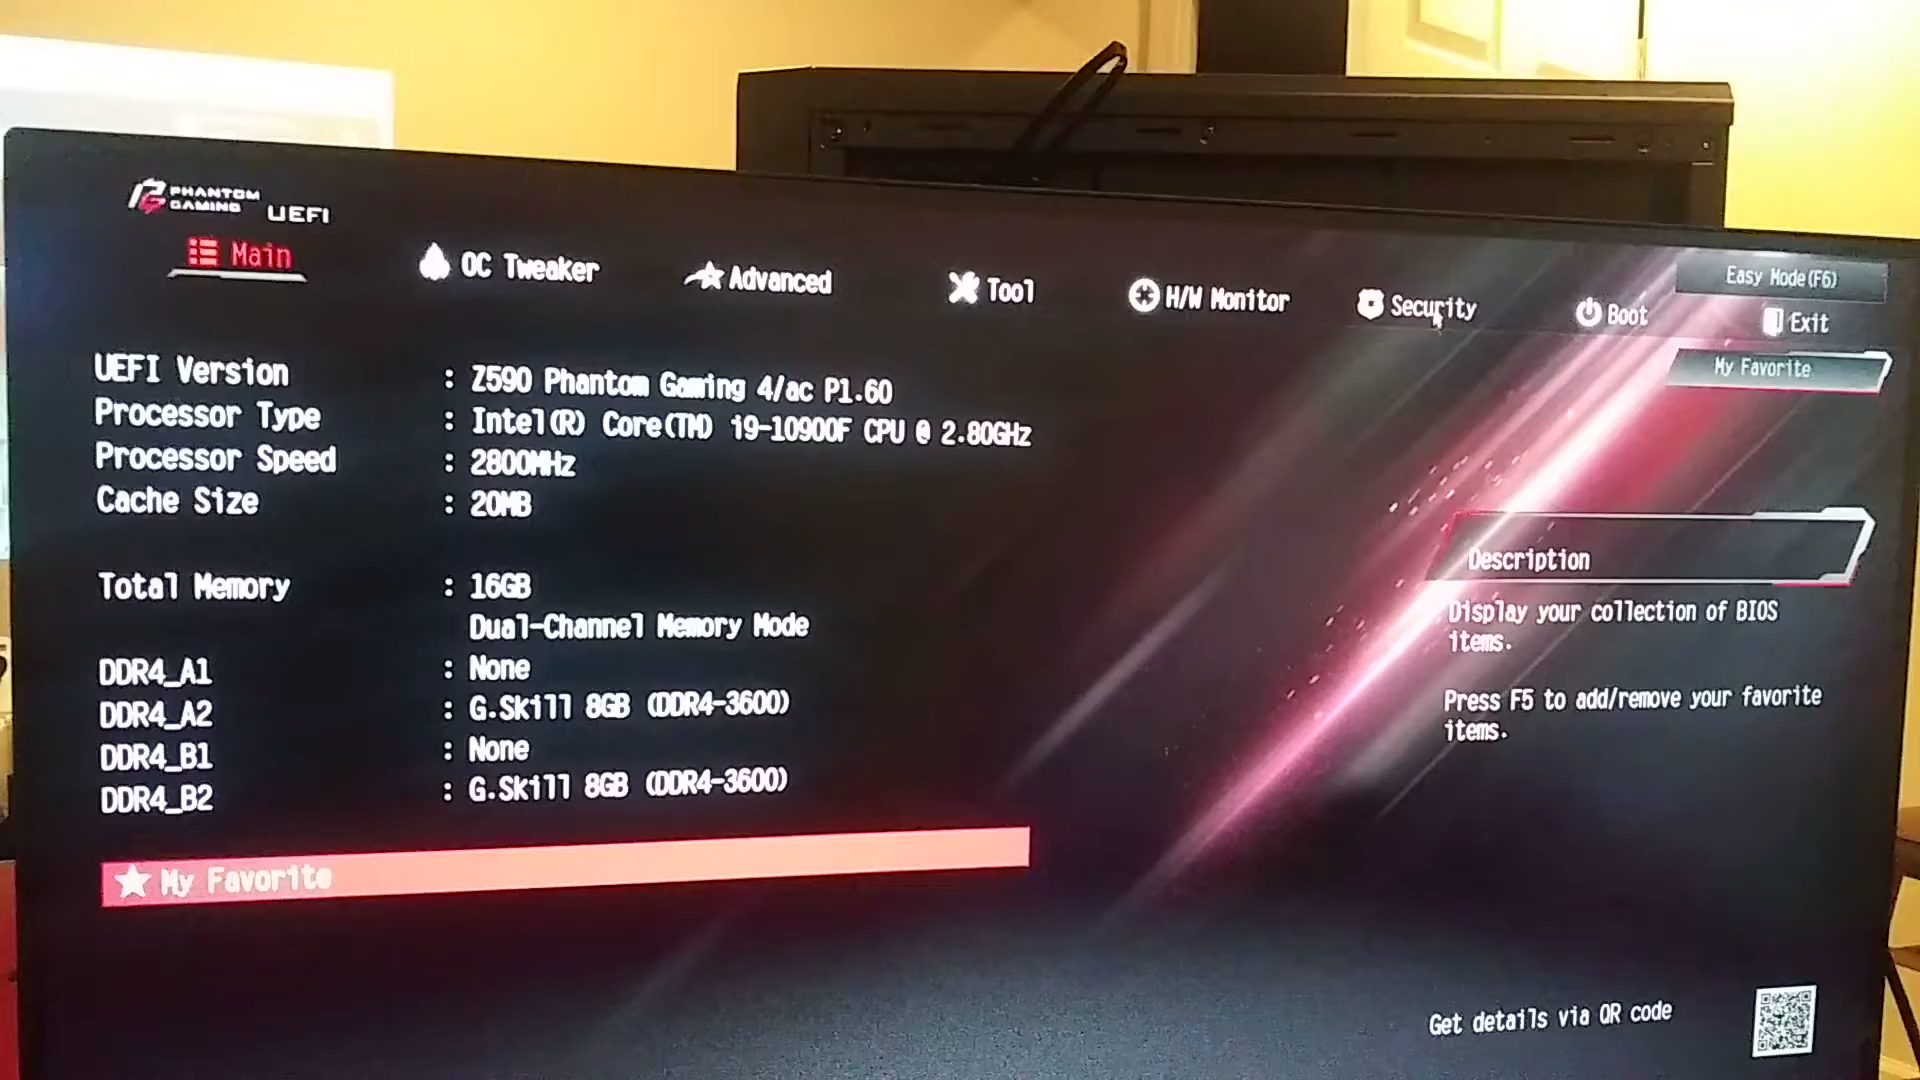 PHANTOM GAMING UEFI
Main OC Tweaker Advanced Tool H/W Monitor Security Boot Exit
Easy Mode(F6)
My Favorite
UEFI Version : Z590 Phantom Gaming 4/ac P1.60
Processor Type : Intel(R) Core(TM) i9-10900F CPU @ 2.80GHz
Processor Speed : 2800MHz
Cache Size : 20MB
Total Memory : 16GB
Dual-Channel Memory Mode
DDR4_A1 : None
DDR4_A2 : G.Skill 8GB (DDR4-3600)
DDR4_B1 : None
DDR4_B2 : G.Skill 8GB (DDR4-3600)
My Favorite
Description
Display your collection of BIOS
items.
Press F5 to add/remove your favorite
items.
Get details via QR code